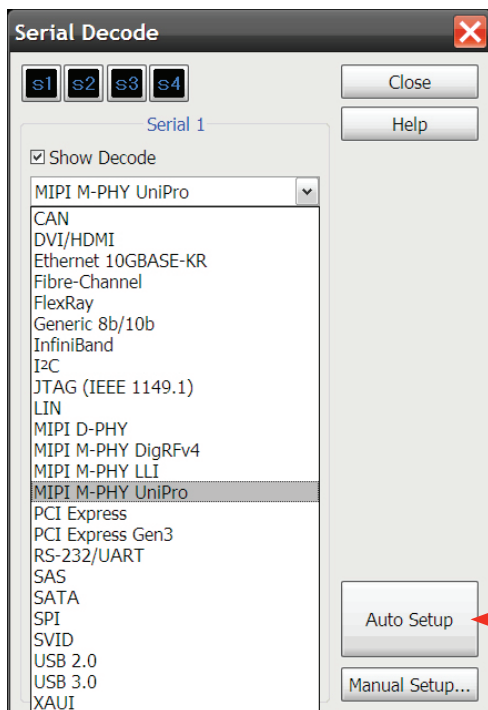 Serial Decode
s1 s2 s3 s4
Close
Serial 1
Help
Show Decode
MIPI M-PHY UniPro
CAN
DVI/HDMI
Ethernet 10GBASE-KR
Fibre-Channel
FlexRay
Generic 8b/10b
InfiniBand
I²C
JTAG (IEEE 1149.1)
LIN
MIPI D-PHY
MIPI M-PHY DigRFv4
MIPI M-PHY LLI
MIPI M-PHY UniPro
PCI Express
PCI Express Gen3
RS-232/UART
SAS
SATA
SPI
SVID
USB 2.0
USB 3.0
XAUI
Auto Setup
Manual Setup...